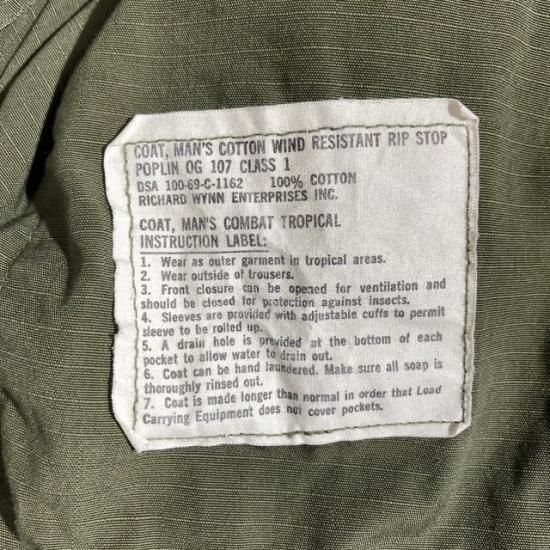 COAT, MAN'S COTTON WIND RESISTANT RIP STOP
POPLIN OG 107 CLASS 1
DSA 100-69-C-1162 100% COTTON
RICHARD WYNN ENTERPRISES INC.
COAT, MAN'S COMBAT TROPICAL
INSTRUCTION LABEL:
1. Wear as outer garment in tropical areas.
2. Wear outside of trousers.
3. Front closure can be opened for ventilation and
should be closed for protection against insects.
4. Sleeves are provided with adjustable cuffs to permit
sleeve to be rolled up.
5. A drain hole is provided at the bottom of each
pocket to allow water to drain out.
6. Coat can be hand laundered. Make sure all soap is
thoroughly rinsed out.
7. Coat is made longer than normal in order that Load
Carrying Equipment does not cover pockets.